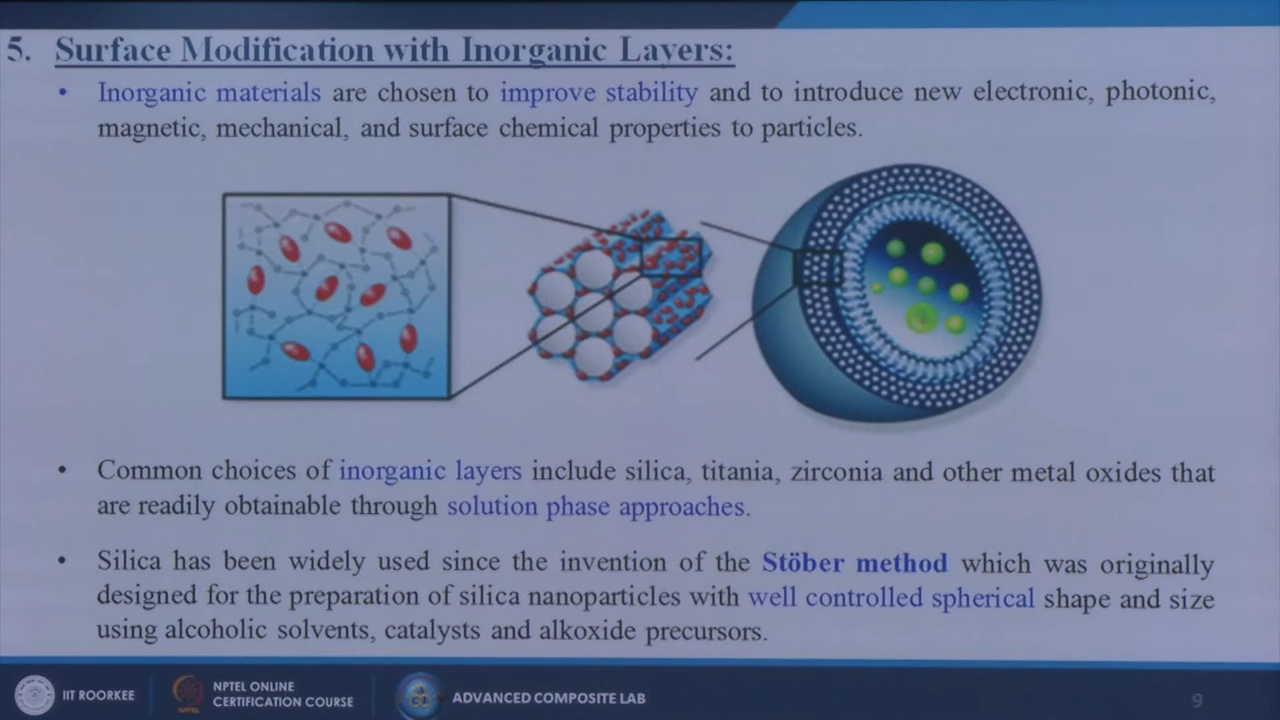 5. Surface Modification with Inorganic Layers:
• Inorganic materials are chosen to improve stability and to introduce new electronic, photonic,
magnetic, mechanical, and surface chemical properties to particles.
• Common choices of inorganic layers include silica, titania, zirconia and other metal oxides that
are readily obtainable through solution phase approaches.
• Silica has been widely used since the invention of the Stöber method which was originally
designed for the preparation of silica nanoparticles with well controlled spherical shape and size
using alcoholic solvents, catalysts and alkoxide precursors.
IIT ROORKEE
NPTEL ONLINE
CERTIFICATION COURSE
NPTEL
ADVANCED COMPOSITE LAB
9